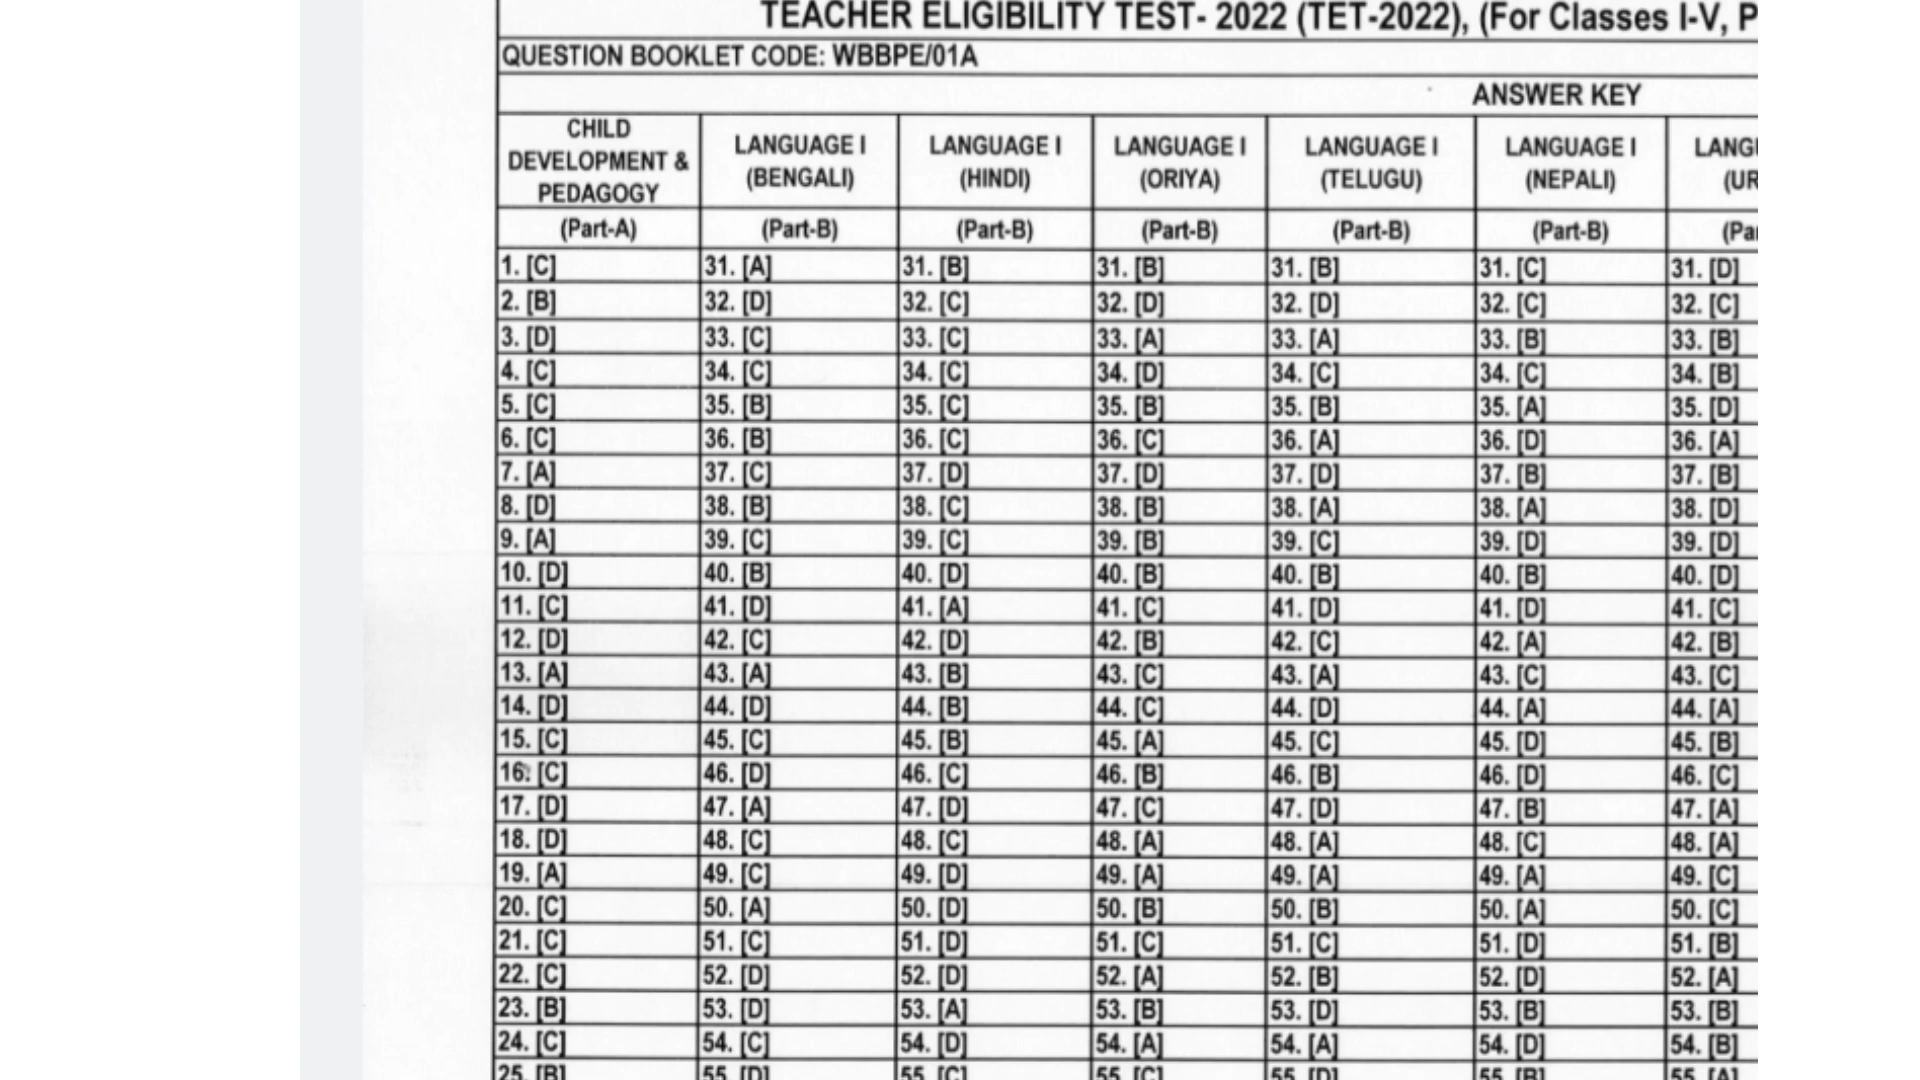 TEACHER ELIGIBILITY TEST- 2022 (TET-2022), (For Classes I-V, P
QUESTION BOOKLET CODE: WBBPE/01A
ANSWER KEY
CHILD DEVELOPMENT & PEDAGOGY LANGUAGE I (BENGALI) LANGUAGE I (HINDI) LANGUAGE I (ORIYA) LANGUAGE I (TELUGU) LANGUAGE I (NEPALI) LANGU (UR
(Part-A) (Part-B) (Part-B) (Part-B) (Part-B) (Part-B) (Pa
1. [C] 31. [A] 31. [B] 31. [B] 31. [B] 31. [C] 31. [D]
2. [B] 32. [D] 32. [C] 32. [D] 32. [D] 32. [C] 32. [C]
3. [D] 33. [C] 33. [C] 33. [A] 33. [A] 33. [B] 33. [B]
4. [C] 34. [C] 34. [C] 34. [D] 34. [C] 34. [C] 34. [B]
5. [C] 35. [B] 35. [C] 35. [B] 35. [B] 35. [A] 35. [D]
6. [C] 36. [B] 36. [C] 36. [C] 36. [A] 36. [D] 36. [A]
7. [A] 37. [C] 37. [D] 37. [D] 37. [D] 37. [B] 37. [B]
8. [D] 38. [B] 38. [C] 38. [B] 38. [A] 38. [A] 38. [D]
9. [A] 39. [C] 39. [C] 39. [B] 39. [C] 39. [D] 39. [D]
10. [D] 40. [B] 40. [D] 40. [B] 40. [B] 40. [B] 40. [D]
11. [C] 41. [D] 41. [A] 41. [C] 41. [D] 41. [D] 41. [C]
12. [D] 42. [C] 42. [D] 42. [B] 42. [C] 42. [A] 42. [B]
13. [A] 43. [A] 43. [B] 43. [C] 43. [A] 43. [C] 43. [C]
14. [D] 44. [D] 44. [B] 44. [C] 44. [D] 44. [A] 44. [A]
15. [C] 45. [C] 45. [B] 45. [A] 45. [C] 45. [D] 45. [B]
16. [C] 46. [D] 46. [C] 46. [B] 46. [B] 46. [D] 46. [C]
17. [D] 47. [A] 47. [D] 47. [C] 47. [D] 47. [B] 47. [A]
18. [D] 48. [C] 48. [C] 48. [A] 48. [A] 48. [C] 48. [A]
19. [A] 49. [C] 49. [D] 49. [A] 49. [A] 49. [A] 49. [C]
20. [C] 50. [A] 50. [D] 50. [B] 50. [B] 50. [A] 50. [C]
21. [C] 51. [C] 51. [D] 51. [C] 51. [C] 51. [D] 51. [B]
22. [C] 52. [D] 52. [D] 52. [A] 52. [B] 52. [D] 52. [A]
23. [B] 53. [D] 53. [A] 53. [B] 53. [D] 53. [B] 53. [B]
24. [C] 54. [C] 54. [D] 54. [A] 54. [A] 54. [D] 54. [B]
25. [B] 55. [D] 55. [C] 55. [C] 55. [D] 55. [B] 55. [A]